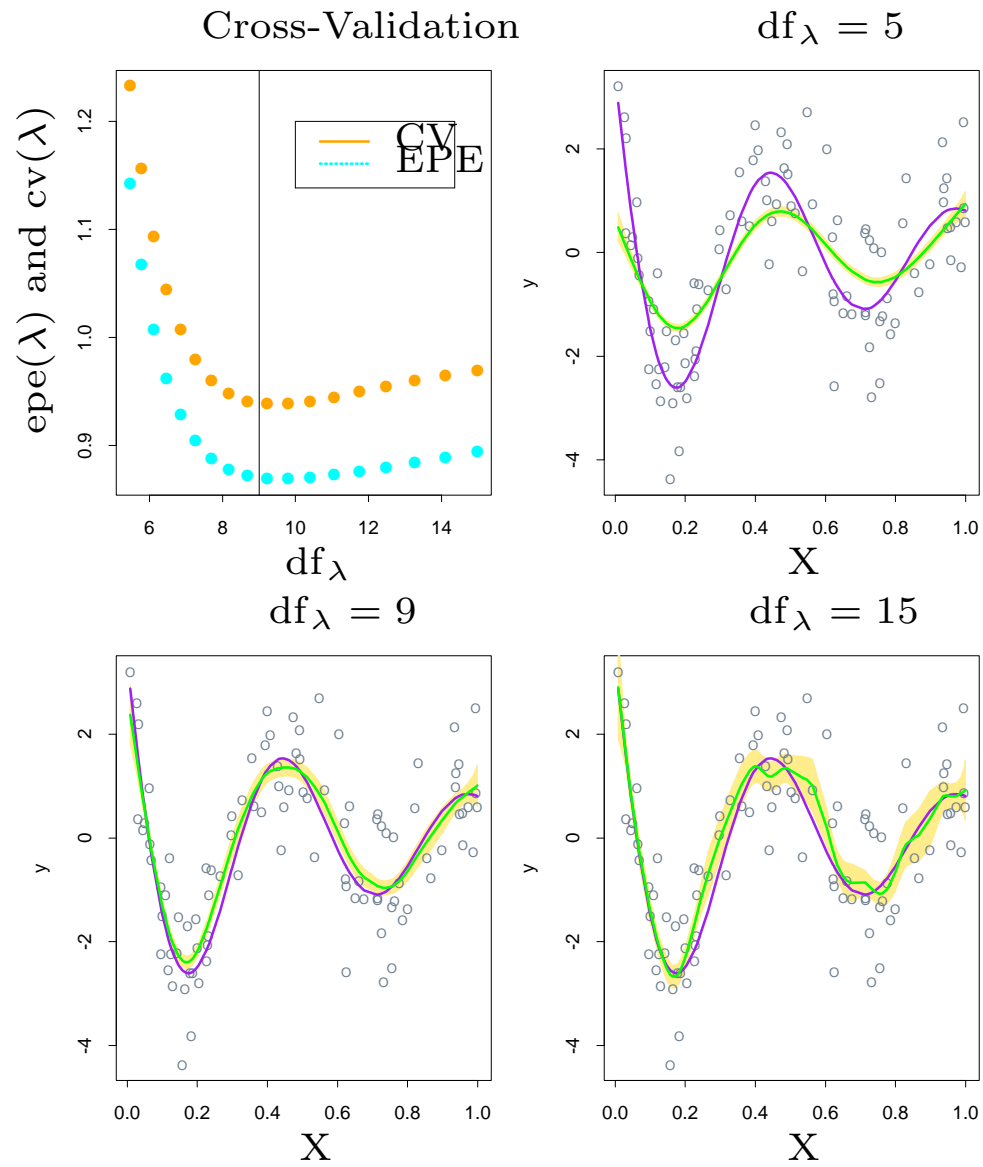 Cross-Validation
epe(λ) and cv(λ)
1.2
1.1
1.0
0.9
CV
EPE
6 8 10 12 14
df_λ
df_λ = 5
y
2
0
-2
-4
0.0 0.2 0.4 0.6 0.8 1.0
X
df_λ = 9
y
2
0
-2
-4
0.0 0.2 0.4 0.6 0.8 1.0
X
df_λ = 15
y
2
0
-2
-4
0.0 0.2 0.4 0.6 0.8 1.0
X